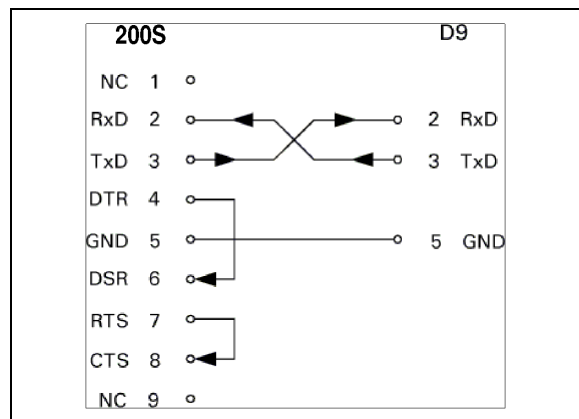 200S D9
NC 1
RxD 2 2 RxD
TxD 3 3 TxD
DTR 4
GND 5 5 GND
DSR 6
RTS 7
CTS 8
NC 9